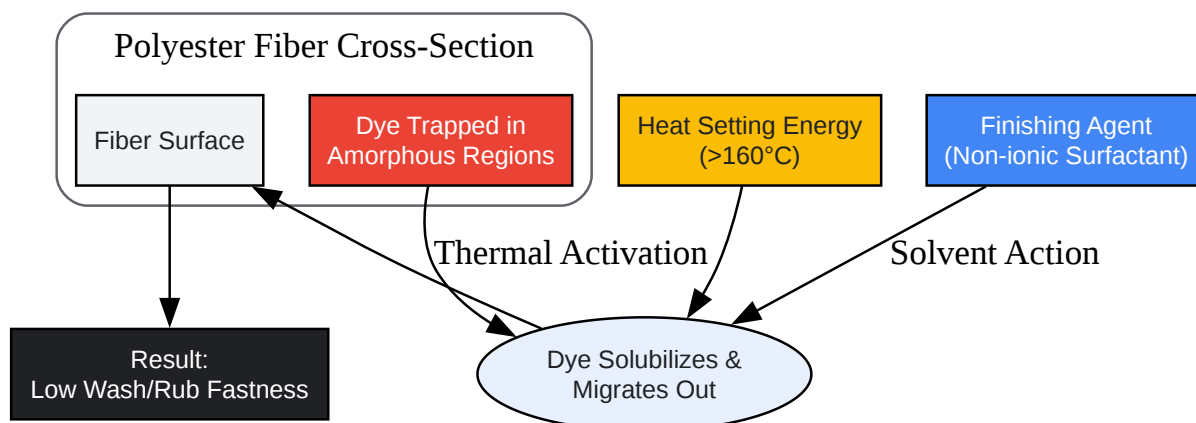 Polyester Fiber Cross-Section
Fiber Surface
Dye Trapped in
Amorphous Regions
Heat Setting Energy
(>160°C)
Finishing Agent
(Non-ionic Surfactant)
Thermal Activation
Solvent Action
Result:
Low Wash/Rub Fastness
Dye Solubilizes &
Migrates Out